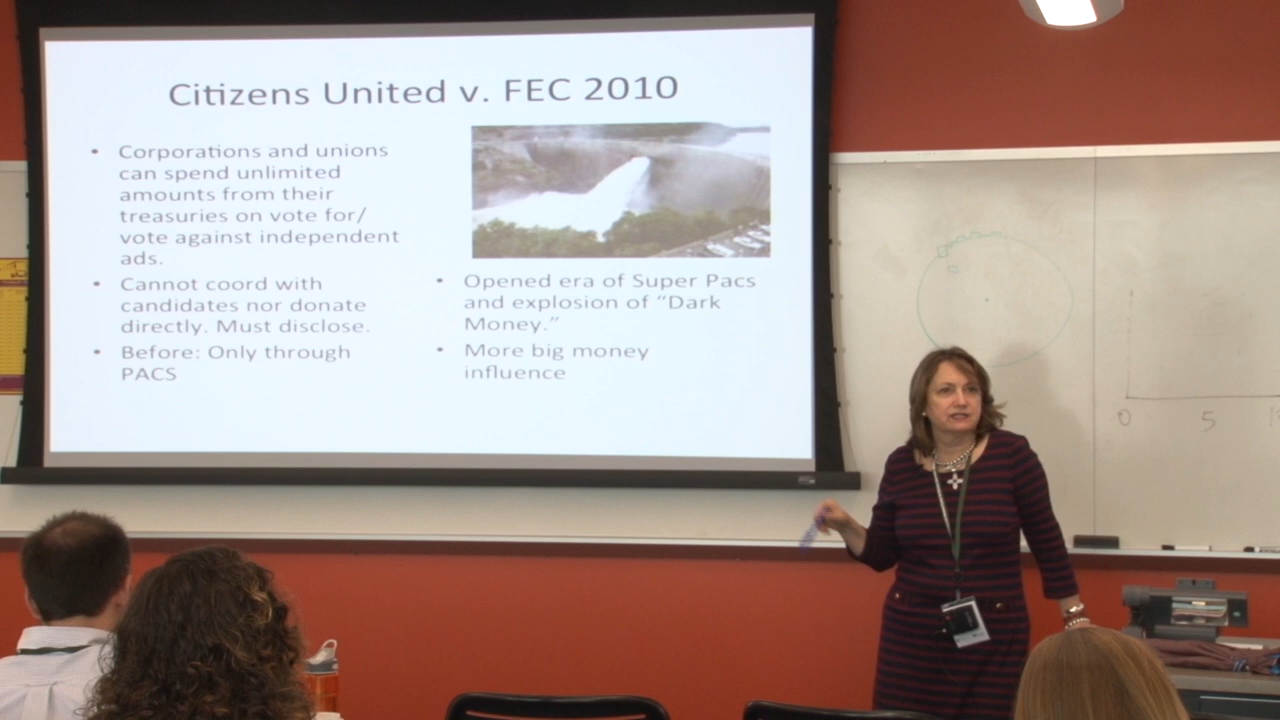 Citizens United v. FEC 2010
• Corporations and unions
can spend unlimited
amounts from their
treasuries on vote for/
vote against independent
ads.
• Cannot coord with
candidates nor donate
directly. Must disclose.
• Before: Only through
PACS
• Opened era of Super Pacs
and explosion of “Dark
Money.”
• More big money
influence
0 5